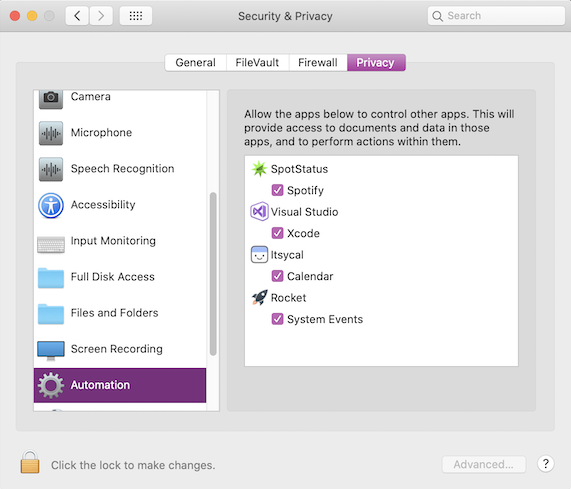 Security & Privacy
Search
General
FileVault
Firewall
Privacy
Camera
Microphone
Speech Recognition
Accessibility
Input Monitoring
Full Disk Access
Files and Folders
Screen Recording
Automation
Allow the apps below to control other apps. This will
provide access to documents and data in those
apps, and to perform actions within them.
SpotStatus
Spotify
Visual Studio
Xcode
Itsycal
Calendar
Rocket
System Events
Click the lock to make changes.
Advanced...
?